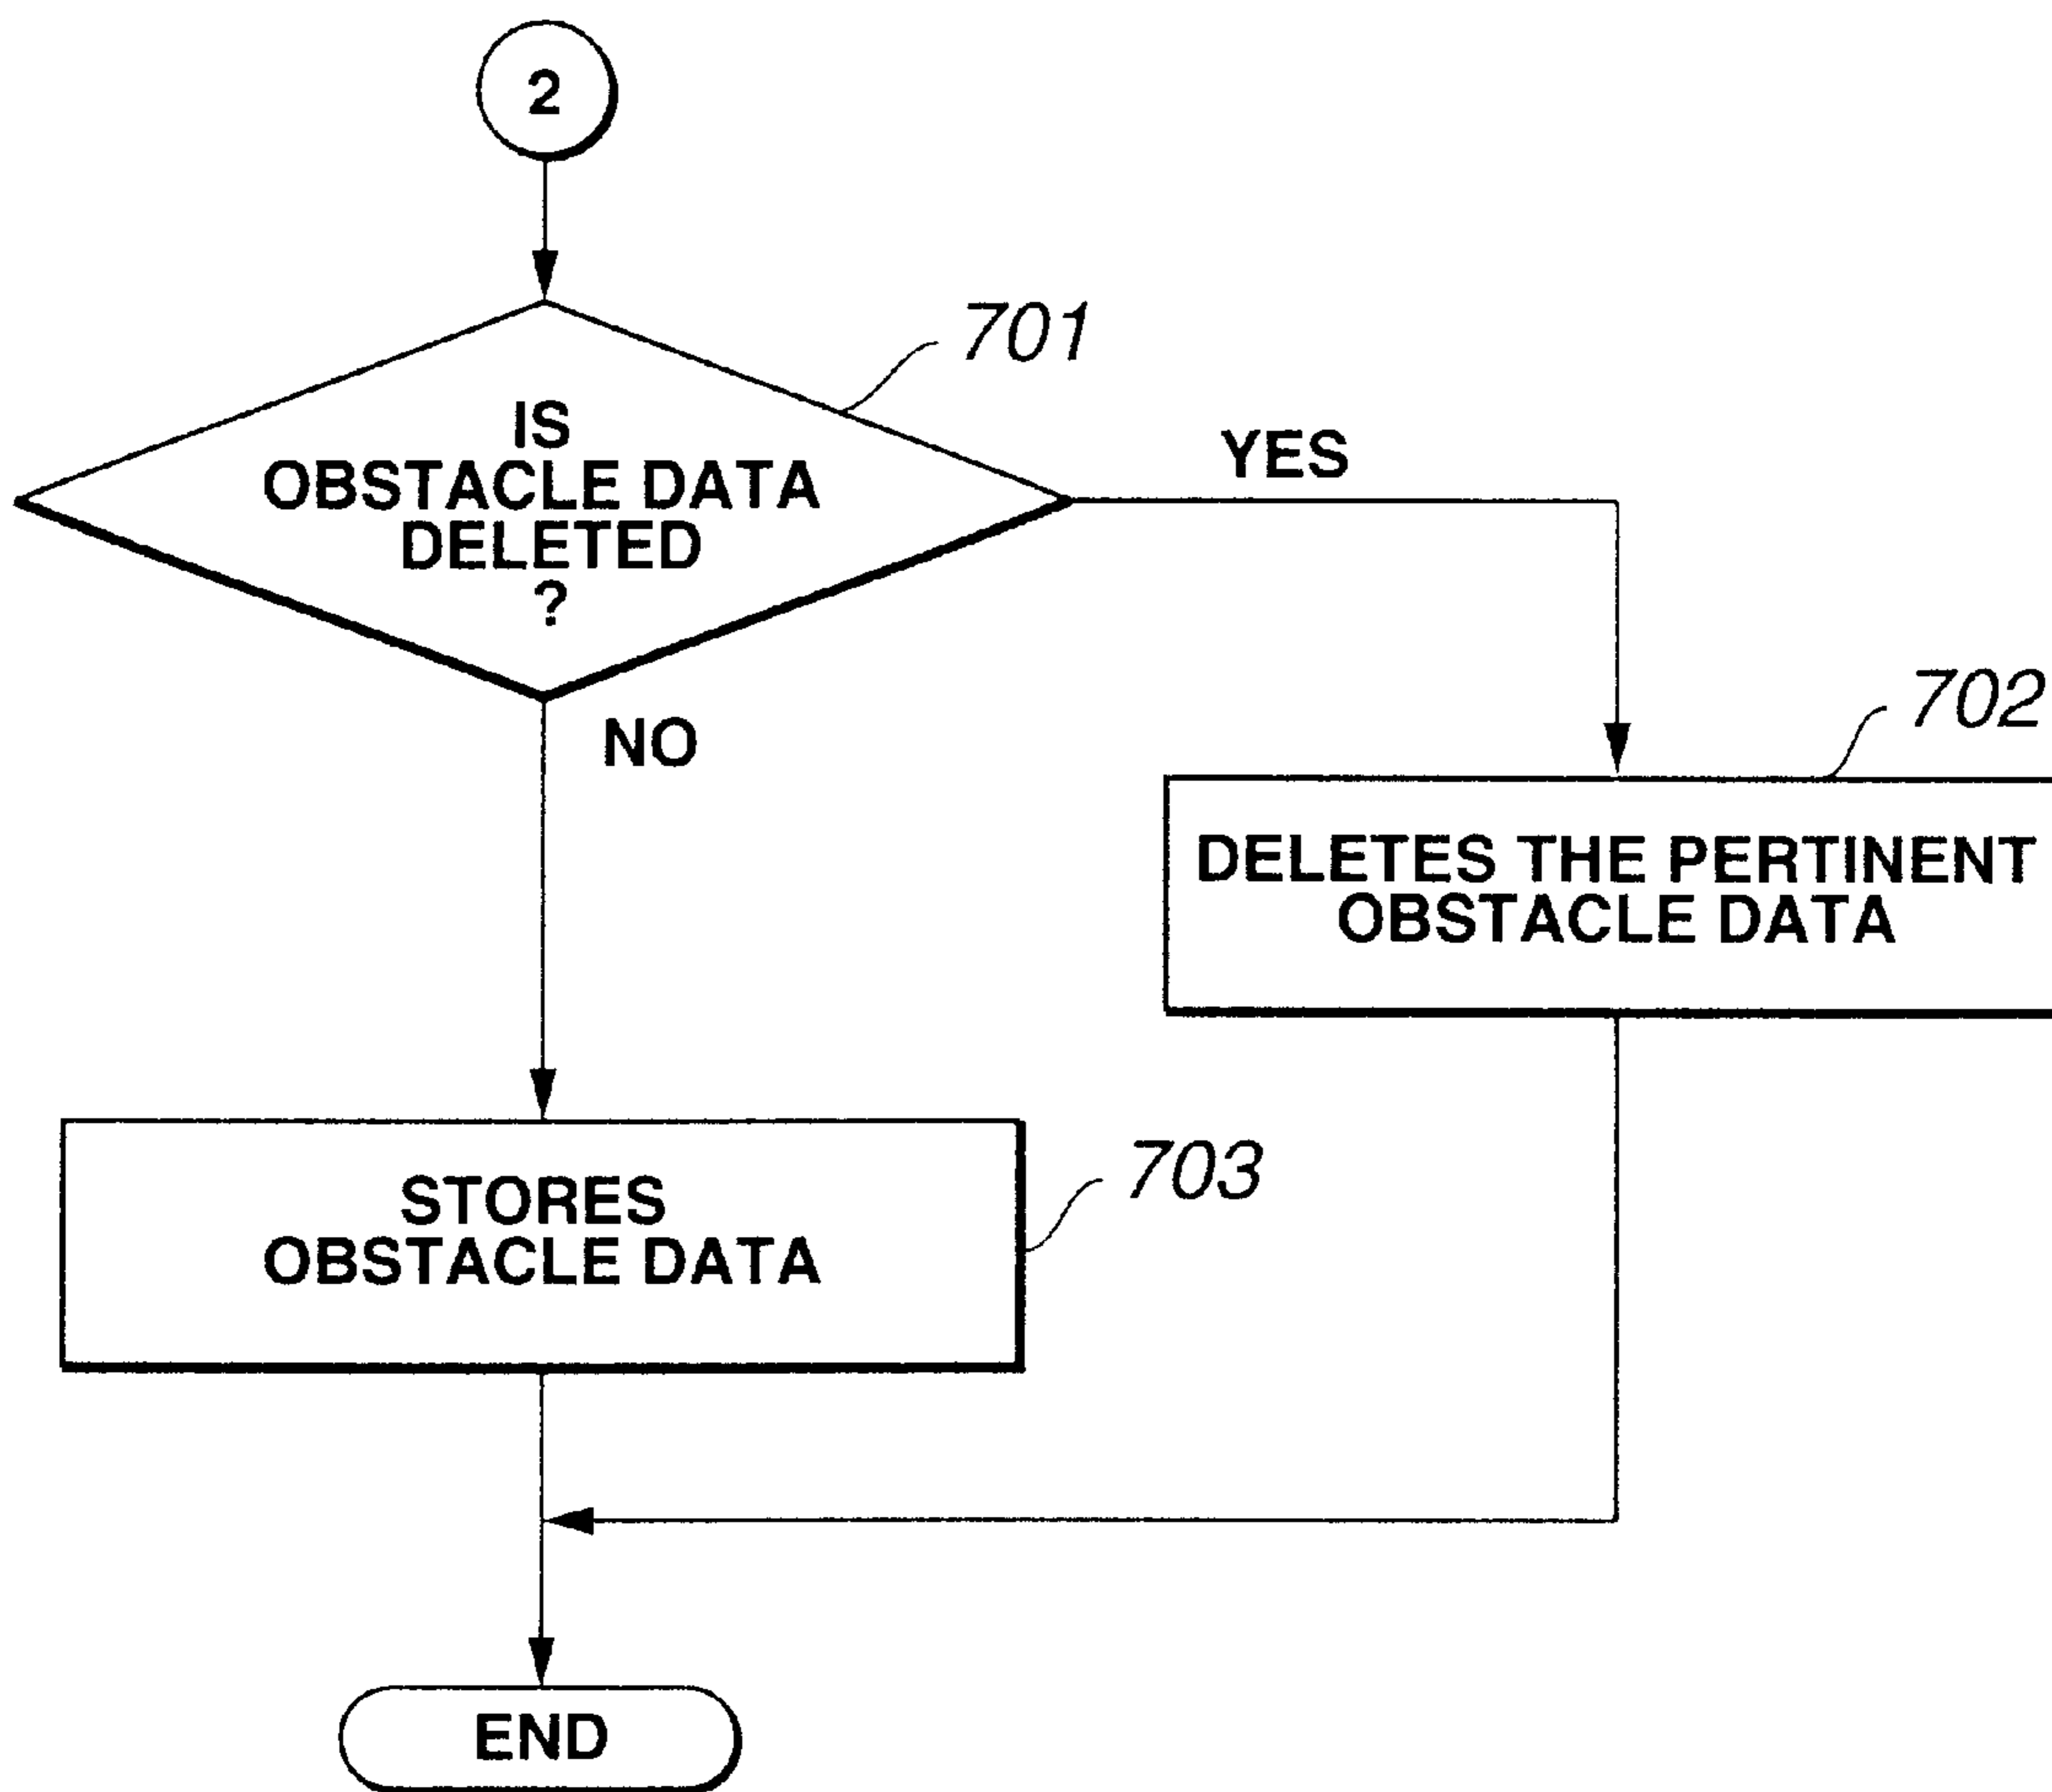 2
701
IS
OBSTACLE DATA
DELETED
?
YES
NO
702
DELETES THE PERTINENT
OBSTACLE DATA
703
STORES
OBSTACLE DATA
END